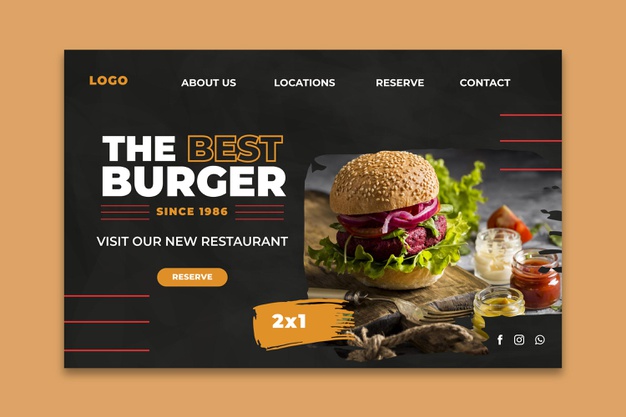 LOGO
ABOUT US
LOCATIONS
RESERVE
CONTACT
THE BEST
BURGER
SINCE 1986
VISIT OUR NEW RESTAURANT
RESERVE
2x1